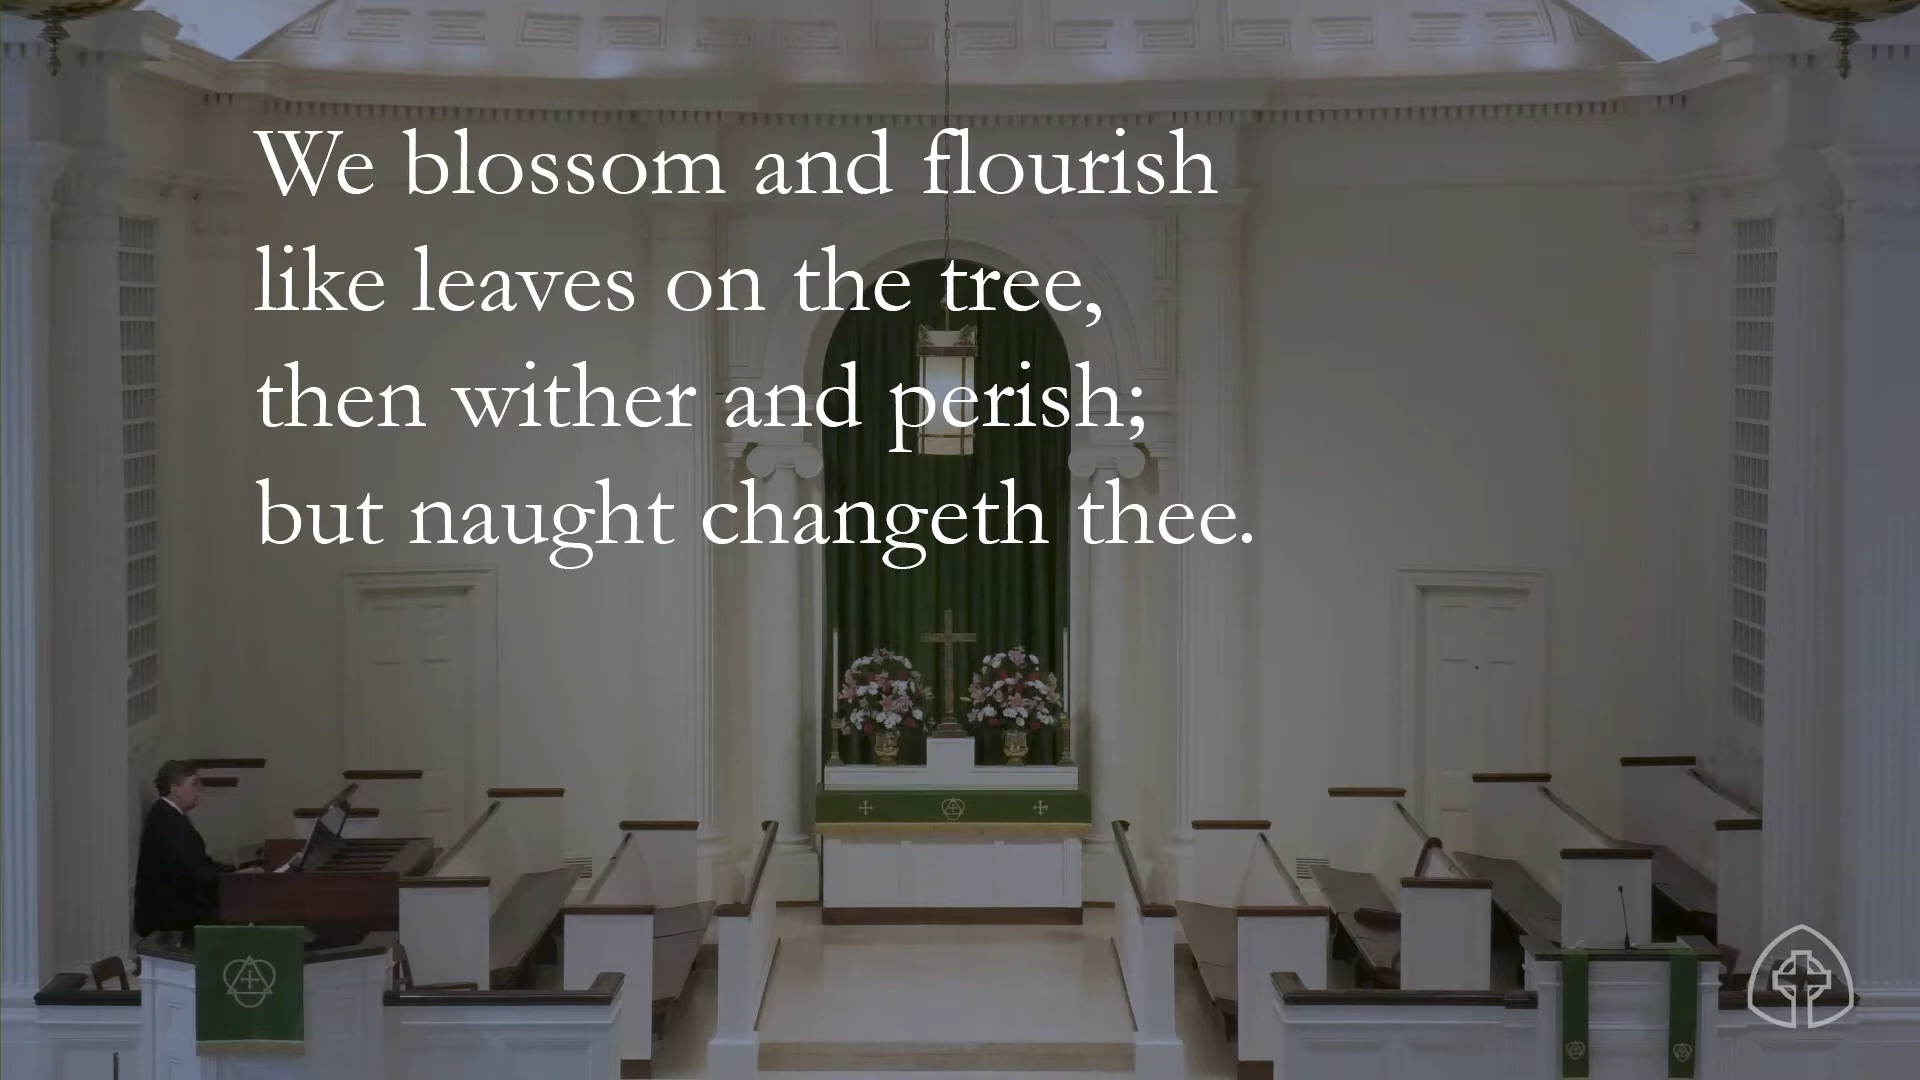 We blossom and flourish
like leaves on the tree,
then wither and perish;
but naught changeth thee.